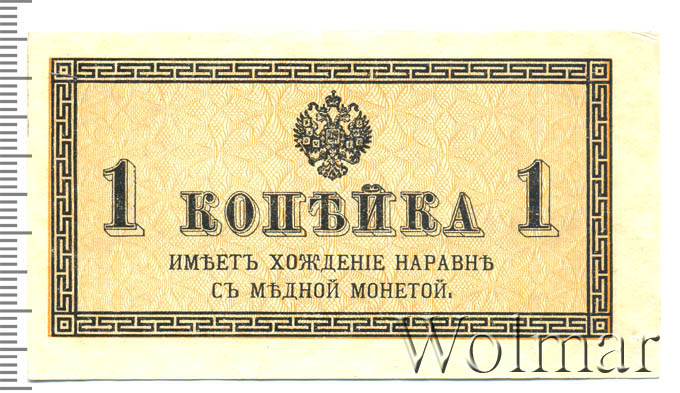 1 КОПѢЙКА 1
ИМѢЕТЪ ХОЖДЕНІЕ НАРАВНѢ
СЪ МѢДНОЙ МОНЕТОЙ.
Wolmar